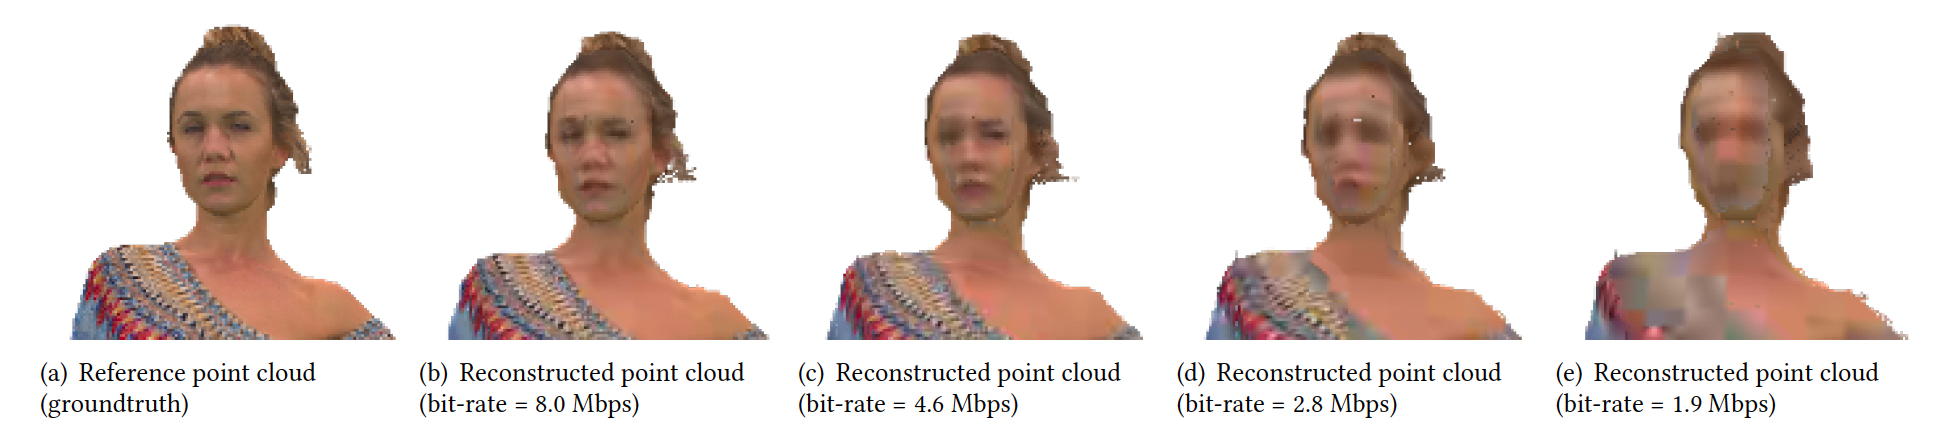 (a) Reference point cloud
(groundtruth)
(b) Reconstructed point cloud
(bit-rate = 8.0 Mbps)
(c) Reconstructed point cloud
(bit-rate = 4.6 Mbps)
(d) Reconstructed point cloud
(bit-rate = 2.8 Mbps)
(e) Reconstructed point cloud
(bit-rate = 1.9 Mbps)